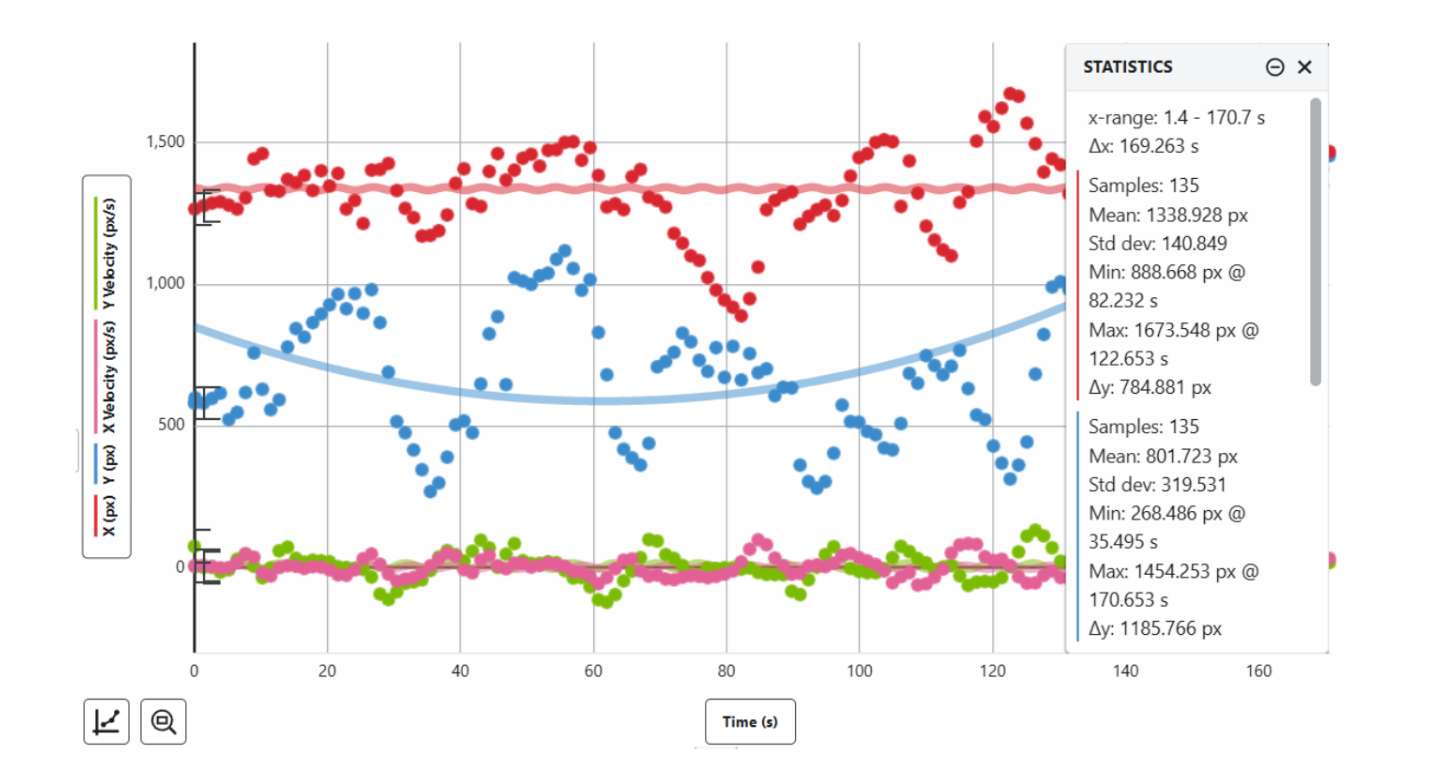 STATISTICS
x-range: 1.4 - 170.7 s
Δx: 169.263 s
Samples: 135
Mean: 1338.928 px
Std dev: 140.849
Min: 888.668 px @
82.232 s
Max: 1673.548 px @
122.653 s
Δy: 784.881 px
Samples: 135
Mean: 801.723 px
Std dev: 319.531
Min: 268.486 px @
35.495 s
Max: 1454.253 px @
170.653 s
Δy: 1185.766 px
1,500
1,000
500
0
X (px)
Y (px)
X Velocity (px/s)
Y Velocity (px/s)
0 20 40 60 80 100 120 140 160
Time (s)